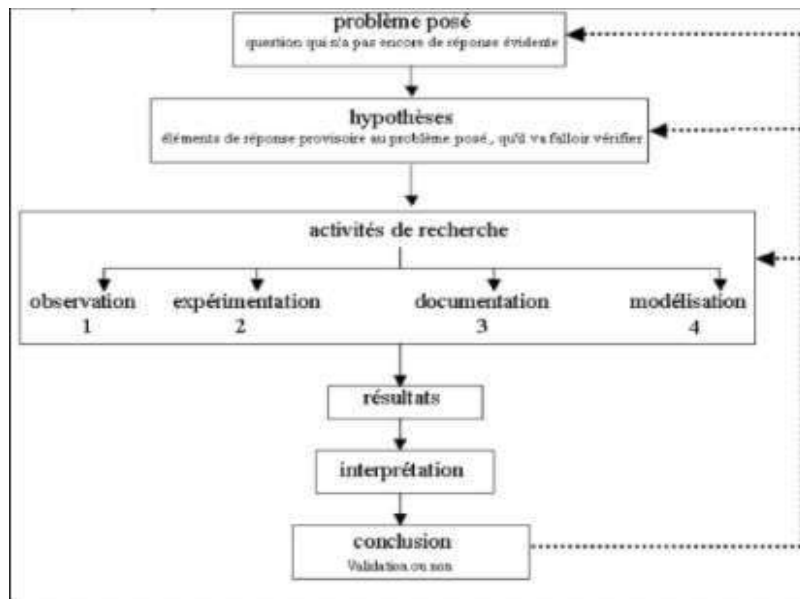 problème posé
question qui n'a pas encore de réponse évidente
hypothèses
éléments de réponse provisoire au problème posé, qu'il va falloir vérifier
activités de recherche
observation expérimentation documentation modélisation
1 2 3 4
résultats
interprétation
conclusion
Validation ou non